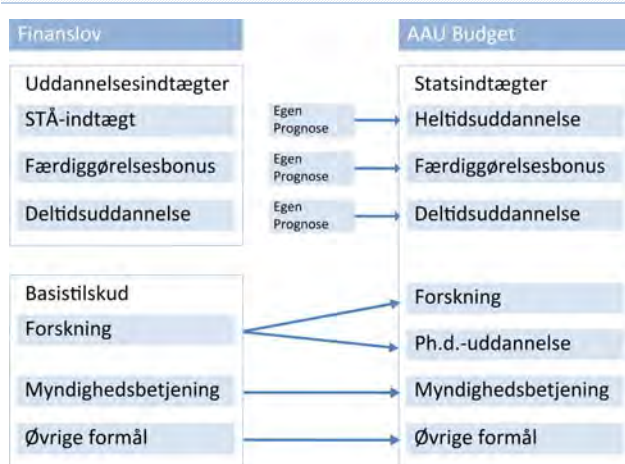 Finanslov
AAU Budget
Uddannelsesindtægter
Statsindtægter
STÅ-indtægt
Egen
Prognose
Heltidsuddannelse
Færdiggørelsesbonus
Egen
Prognose
Færdiggørelsesbonus
Deltidsuddannelse
Egen
Prognose
Deltidsuddannelse
Basistilskud
Forskning
Forskning
Ph.d.-uddannelse
Myndighedsbetjening
Myndighedsbetjening
Øvrige formål
Øvrige formål